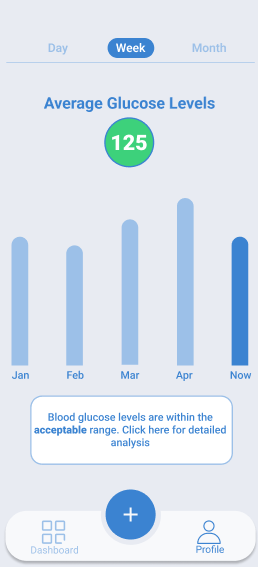 Day Week Month
Average Glucose Levels
125
Jan Feb Mar Apr Now
Blood glucose levels are within the
acceptable range. Click here for detailed
analysis
+
Dashboard Profile